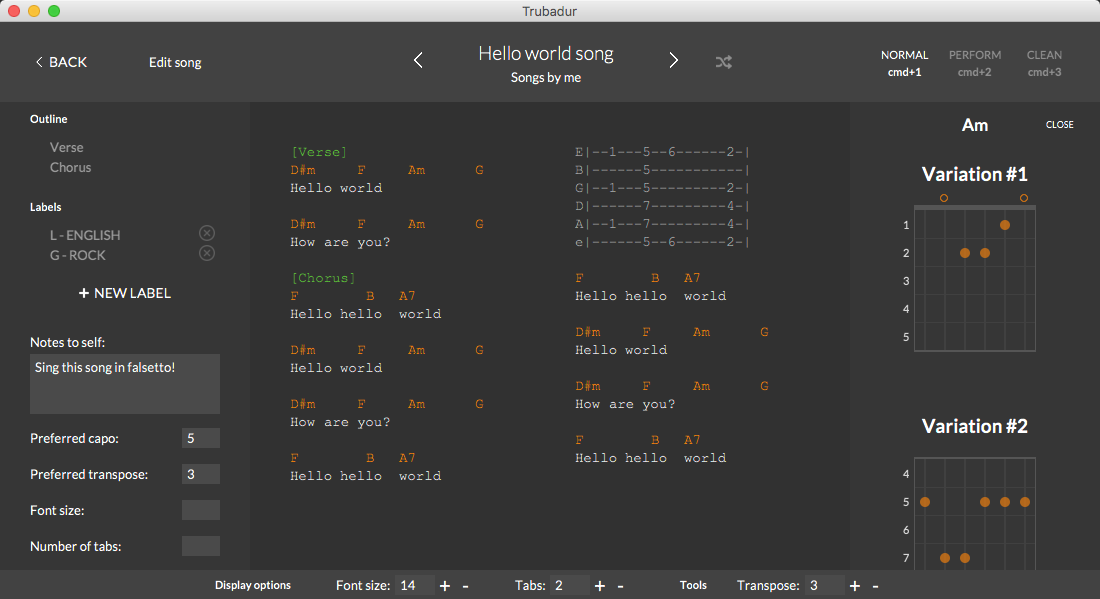 Trubadur
BACK
Edit song
Hello world song
Songs by me
NORMAL
cmd+1
PERFORM
cmd+2
CLEAN
cmd+3
Outline
Verse
Chorus
Labels
L - ENGLISH
G - ROCK
+ NEW LABEL
Notes to self:
Sing this song in falsetto!
Preferred capo: 5
Preferred transpose: 3
Font size:
Number of tabs:
[Verse]
D#m     F     Am      G
Hello world
D#m     F     Am      G
How are you?
[Chorus]
F        B   A7
Hello hello  world
D#m     F     Am      G
Hello world
D#m     F     Am      G
How are you?
F        B   A7
Hello hello  world
E|--1---5--6------2-|
B|------5-----------|
G|--1---5--------2-|
D|------7---------4-|
A|--1---7---------4-|
e|------5--6------2-|
F        B   A7
Hello hello  world
D#m     F     Am      G
Hello world
D#m     F     Am      G
How are you?
F        B   A7
Hello hello  world
Am
CLOSE
Variation #1
1
2
3
4
5
Variation #2
4
5
6
7
Display options
Font size: 14 + -
Tabs: 2 + -
Tools
Transpose: 3 + -